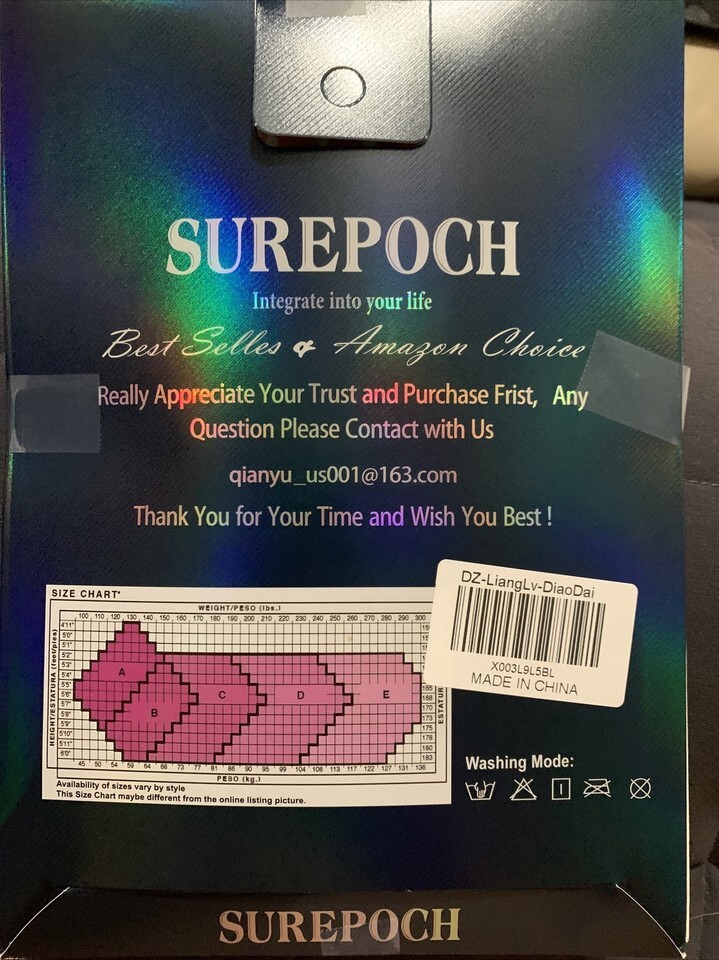 SUREPOCH
Integrate into your life
Best Selles & Amazon Choice
Really Appreciate Your Trust and Purchase Frist, Any
Question Please Contact with Us
qianyu_us001@163.com
Thank You for Your Time and Wish You Best !
SIZE CHART*
WEIGHT/PESO (lbs.)
100 110 120 130 140 150 160 170 180 190 200 210 220 230 240 250 260 270 280 290 300
HEIGHT/ESTATURA (feet/pies)
4'11"
5'0"
5'1"
5'2"
5'3"
5'4"
5'5"
5'6"
5'7"
5'8"
5'9"
5'10"
5'11"
6'0"
A
B
C
D
E
165
168
170
173
175
178
180
183
45 50 54 59 64 68 73 77 81 86 91 95 99 104 108 113 117 122 127 131 136
PESO (kg.)
Availability of sizes vary by style
This Size Chart maybe different from the online listing picture.
DZ-LiangLv-DiaoDai
X003L9L5BL
MADE IN CHINA
Washing Mode:
SUREPOCH